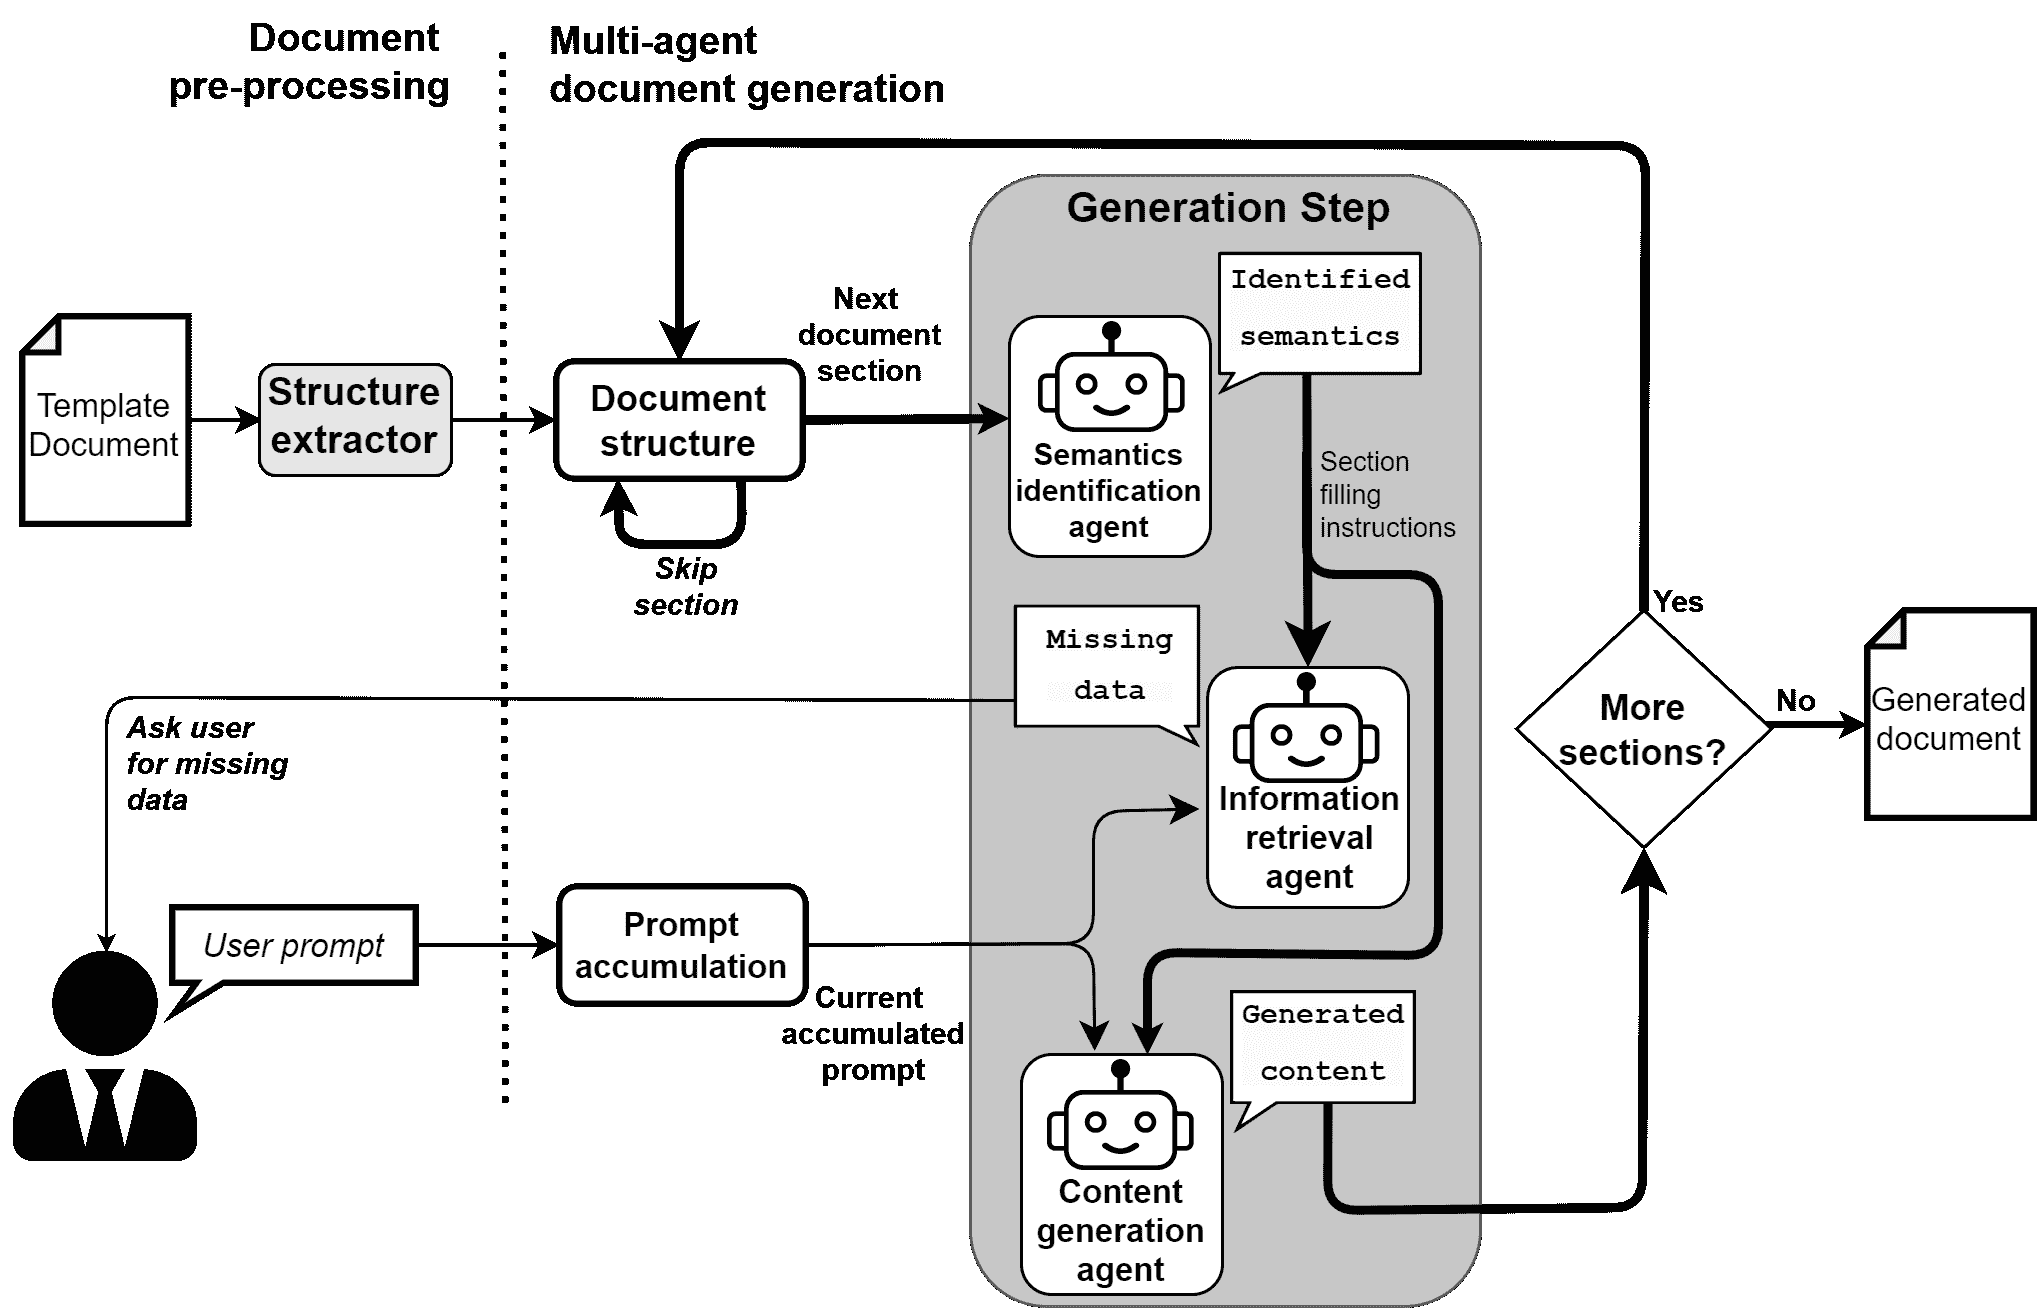 Document
pre-processing
Multi-agent
document generation
Generation Step
Identified
semantics
Next
document
section
Template
Document
Structure
extractor
Document
structure
Semantics
identification
agent
Section
filling
instructions
Skip
section
Missing
data
Yes
More
sections?
No
Generated
document
Ask user
for missing
data
Information
retrieval
agent
User prompt
Prompt
accumulation
Current
accumulated
prompt
Generated
content
Content
generation
agent